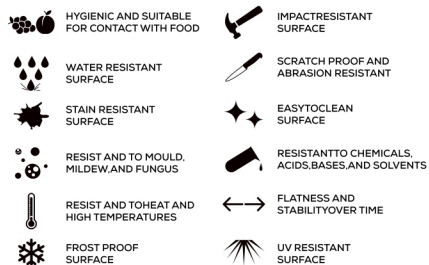 HYGIENIC AND SUITABLE
FOR CONTACT WITH FOOD
WATER RESISTANT
SURFACE
STAIN RESISTANT
SURFACE
RESIST AND TO MOULD,
MILDEW,AND FUNGUS
RESIST AND TOHEAT AND
HIGH TEMPERATURES
FROST PROOF
SURFACE
IMPACTRESISTANT
SURFACE
SCRATCH PROOF AND
ABRASION RESISTANT
EASYTOCLEAN
SURFACE
RESISTANTTO CHEMICALS,
ACIDS,BASES,AND SOLVENTS
FLATNESS AND
STABILITYOVER TIME
UV RESISTANT
SURFACE